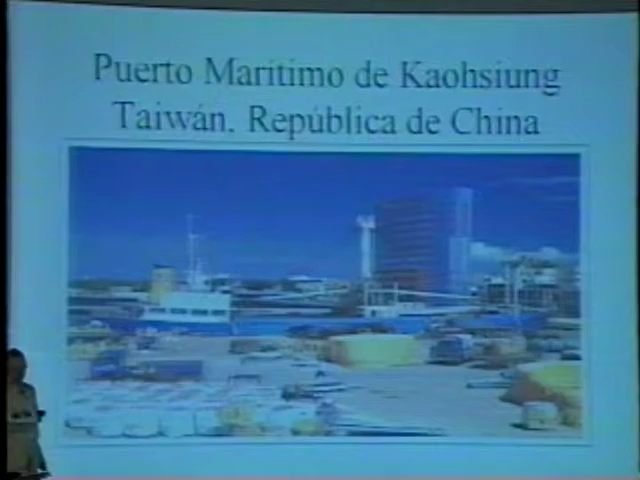 Puerto Marítimo de Kaohsiung
Taiwán. República de China